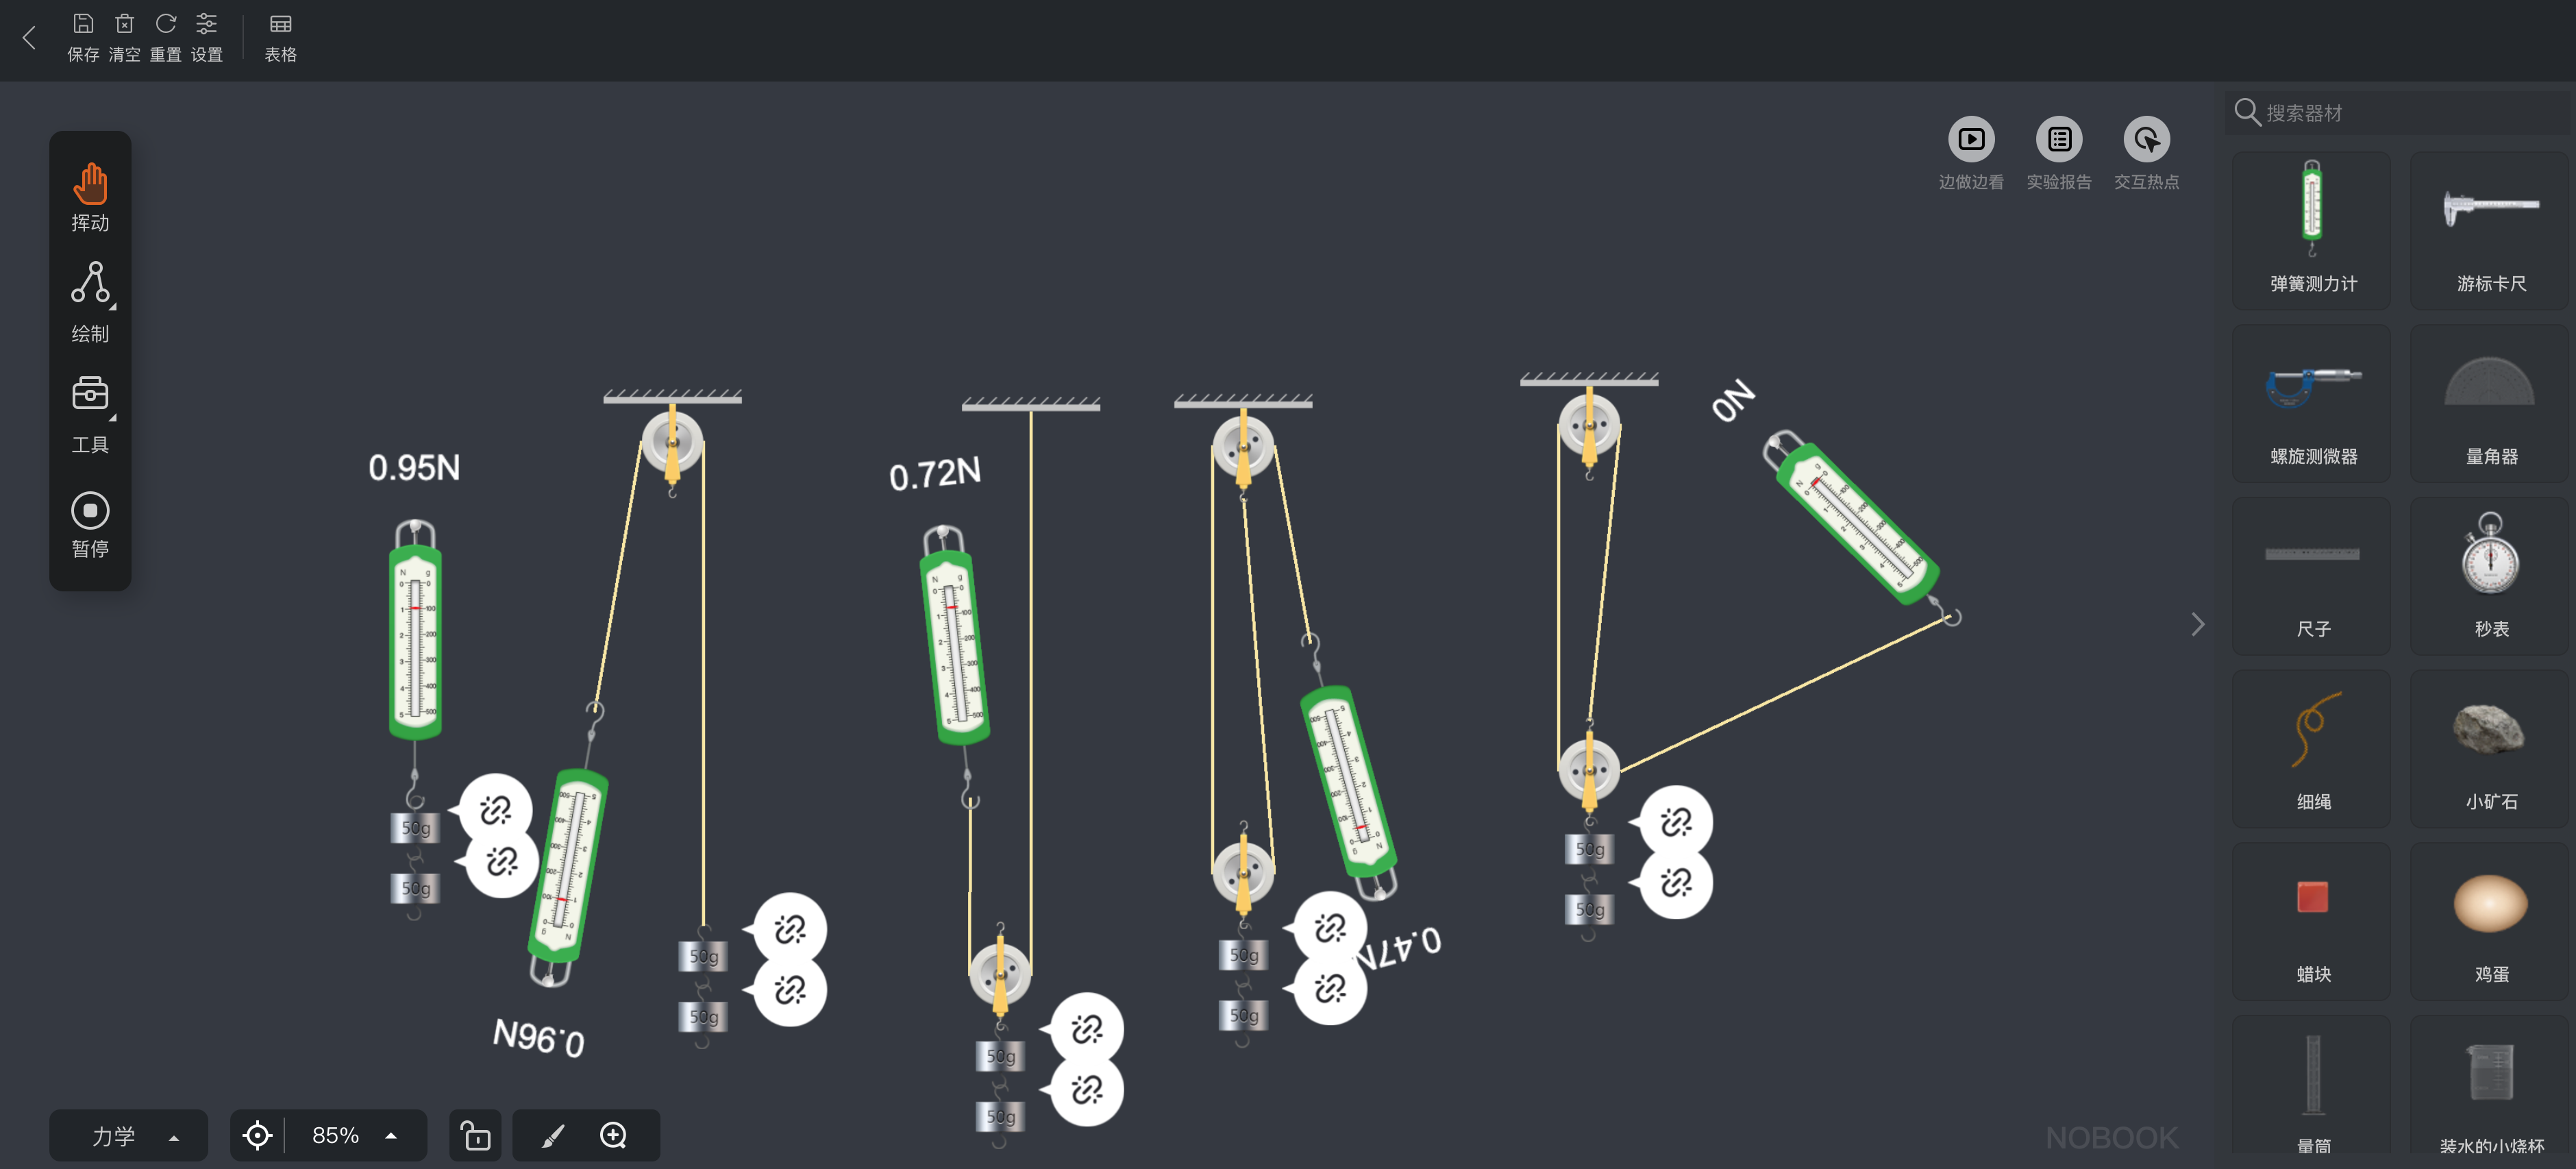 保存 清空 重置 设置 表格
搜索器材
边做边看 实验报告 交互热点
挥动
绘制
工具
暂停
弹簧测力计 游标卡尺
螺旋测微器 量角器
尺子 秒表
细绳 小矿石
蜡块 鸡蛋
量筒 装水的小烧杯
0.95N
0.96N
0.72N
0.47N
0N
50g
50g
50g
50g
50g
50g
50g
50g
50g
50g
力学 85%
NOBOOK